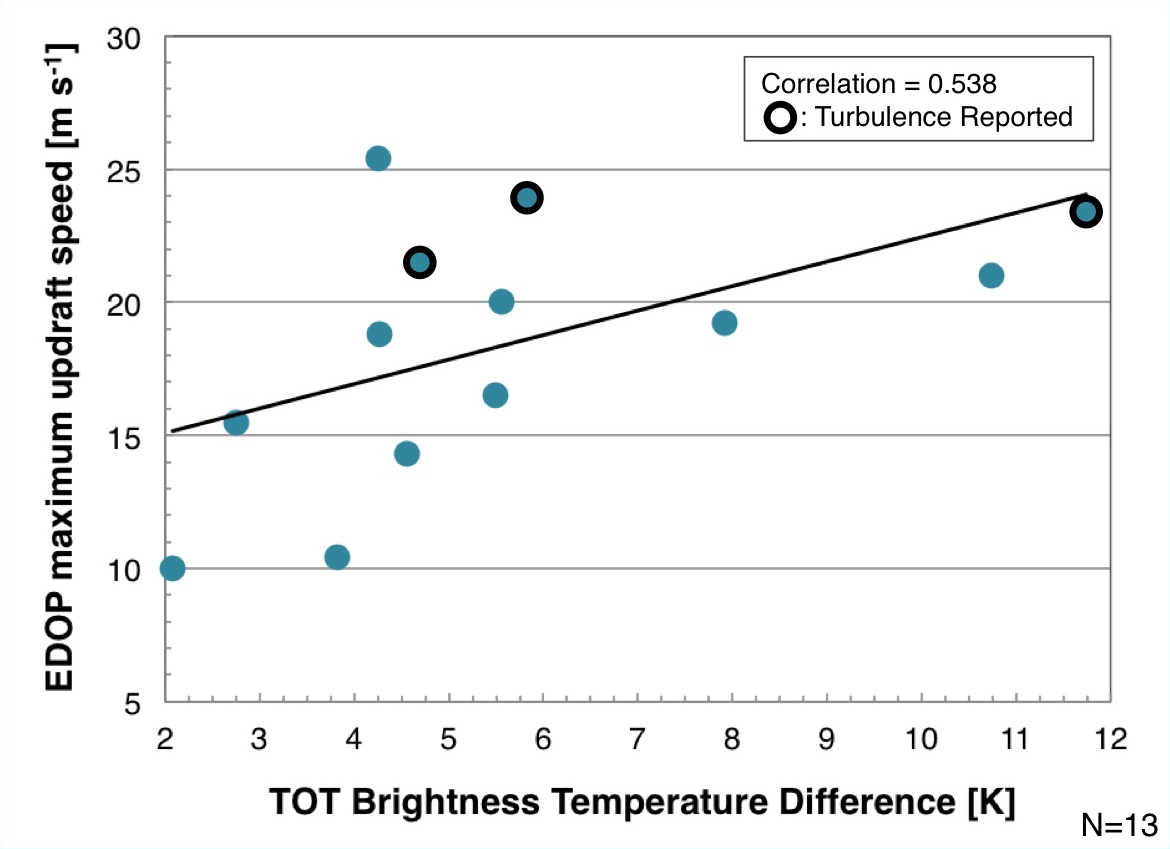 EDOP maximum updraft speed [m s-1]
30
25
20
15
10
5
Correlation = 0.538
: Turbulence Reported
2 3 4 5 6 7 8 9 10 11 12
TOT Brightness Temperature Difference [K]
N=13